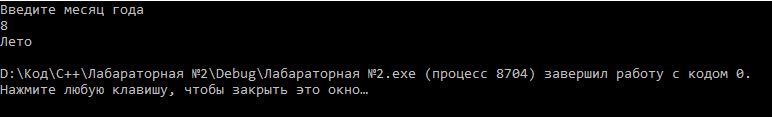 Введите месяц года
8
Лето
D:\Код\C++\Лабараторная №2\Debug\Лабараторная №2.exe (процесс 8704) завершил работу с кодом 0.
Нажмите любую клавишу, чтобы закрыть это окно…